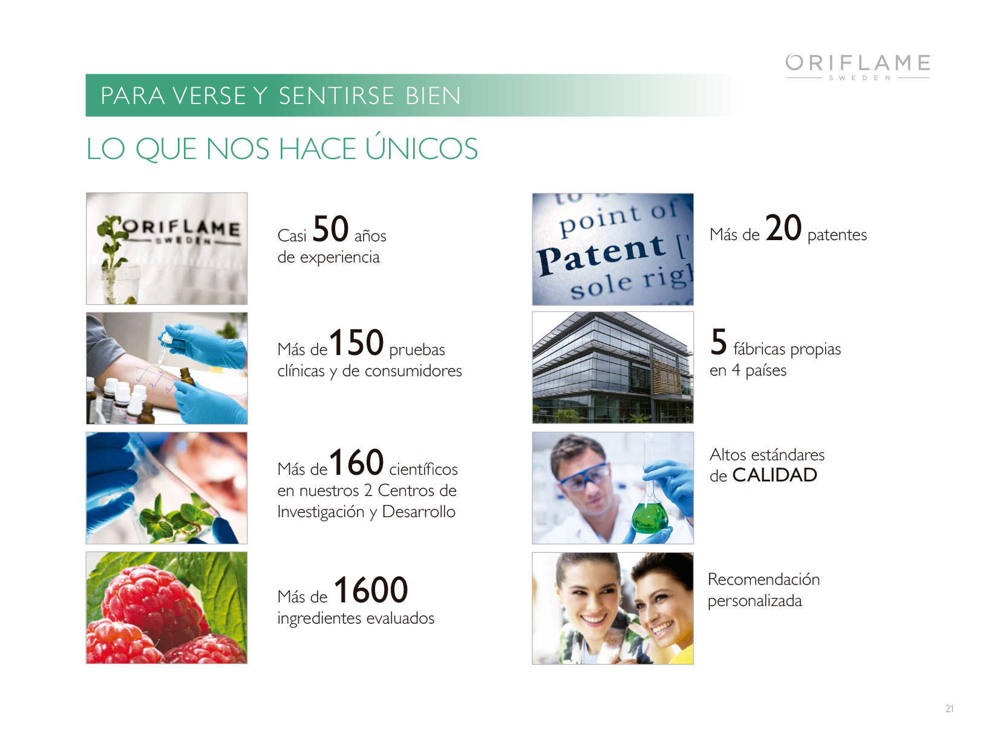 ORIFLAME
SWEDEN
PARA VERSE Y SENTIRSE BIEN
LO QUE NOS HACE ÚNICOS
ORIFLAME
SWEDEN
Casi 50 años
de experiencia
Más de 150 pruebas
clínicas y de consumidores
Más de 160 científicos
en nuestros 2 Centros de
Investigación y Desarrollo
Más de 1600
ingredientes evaluados
to be
point of
Patent ['
sole righ
Más de 20 patentes
5 fábricas propias
en 4 países
Altos estándares
de CALIDAD
Recomendación
personalizada
21